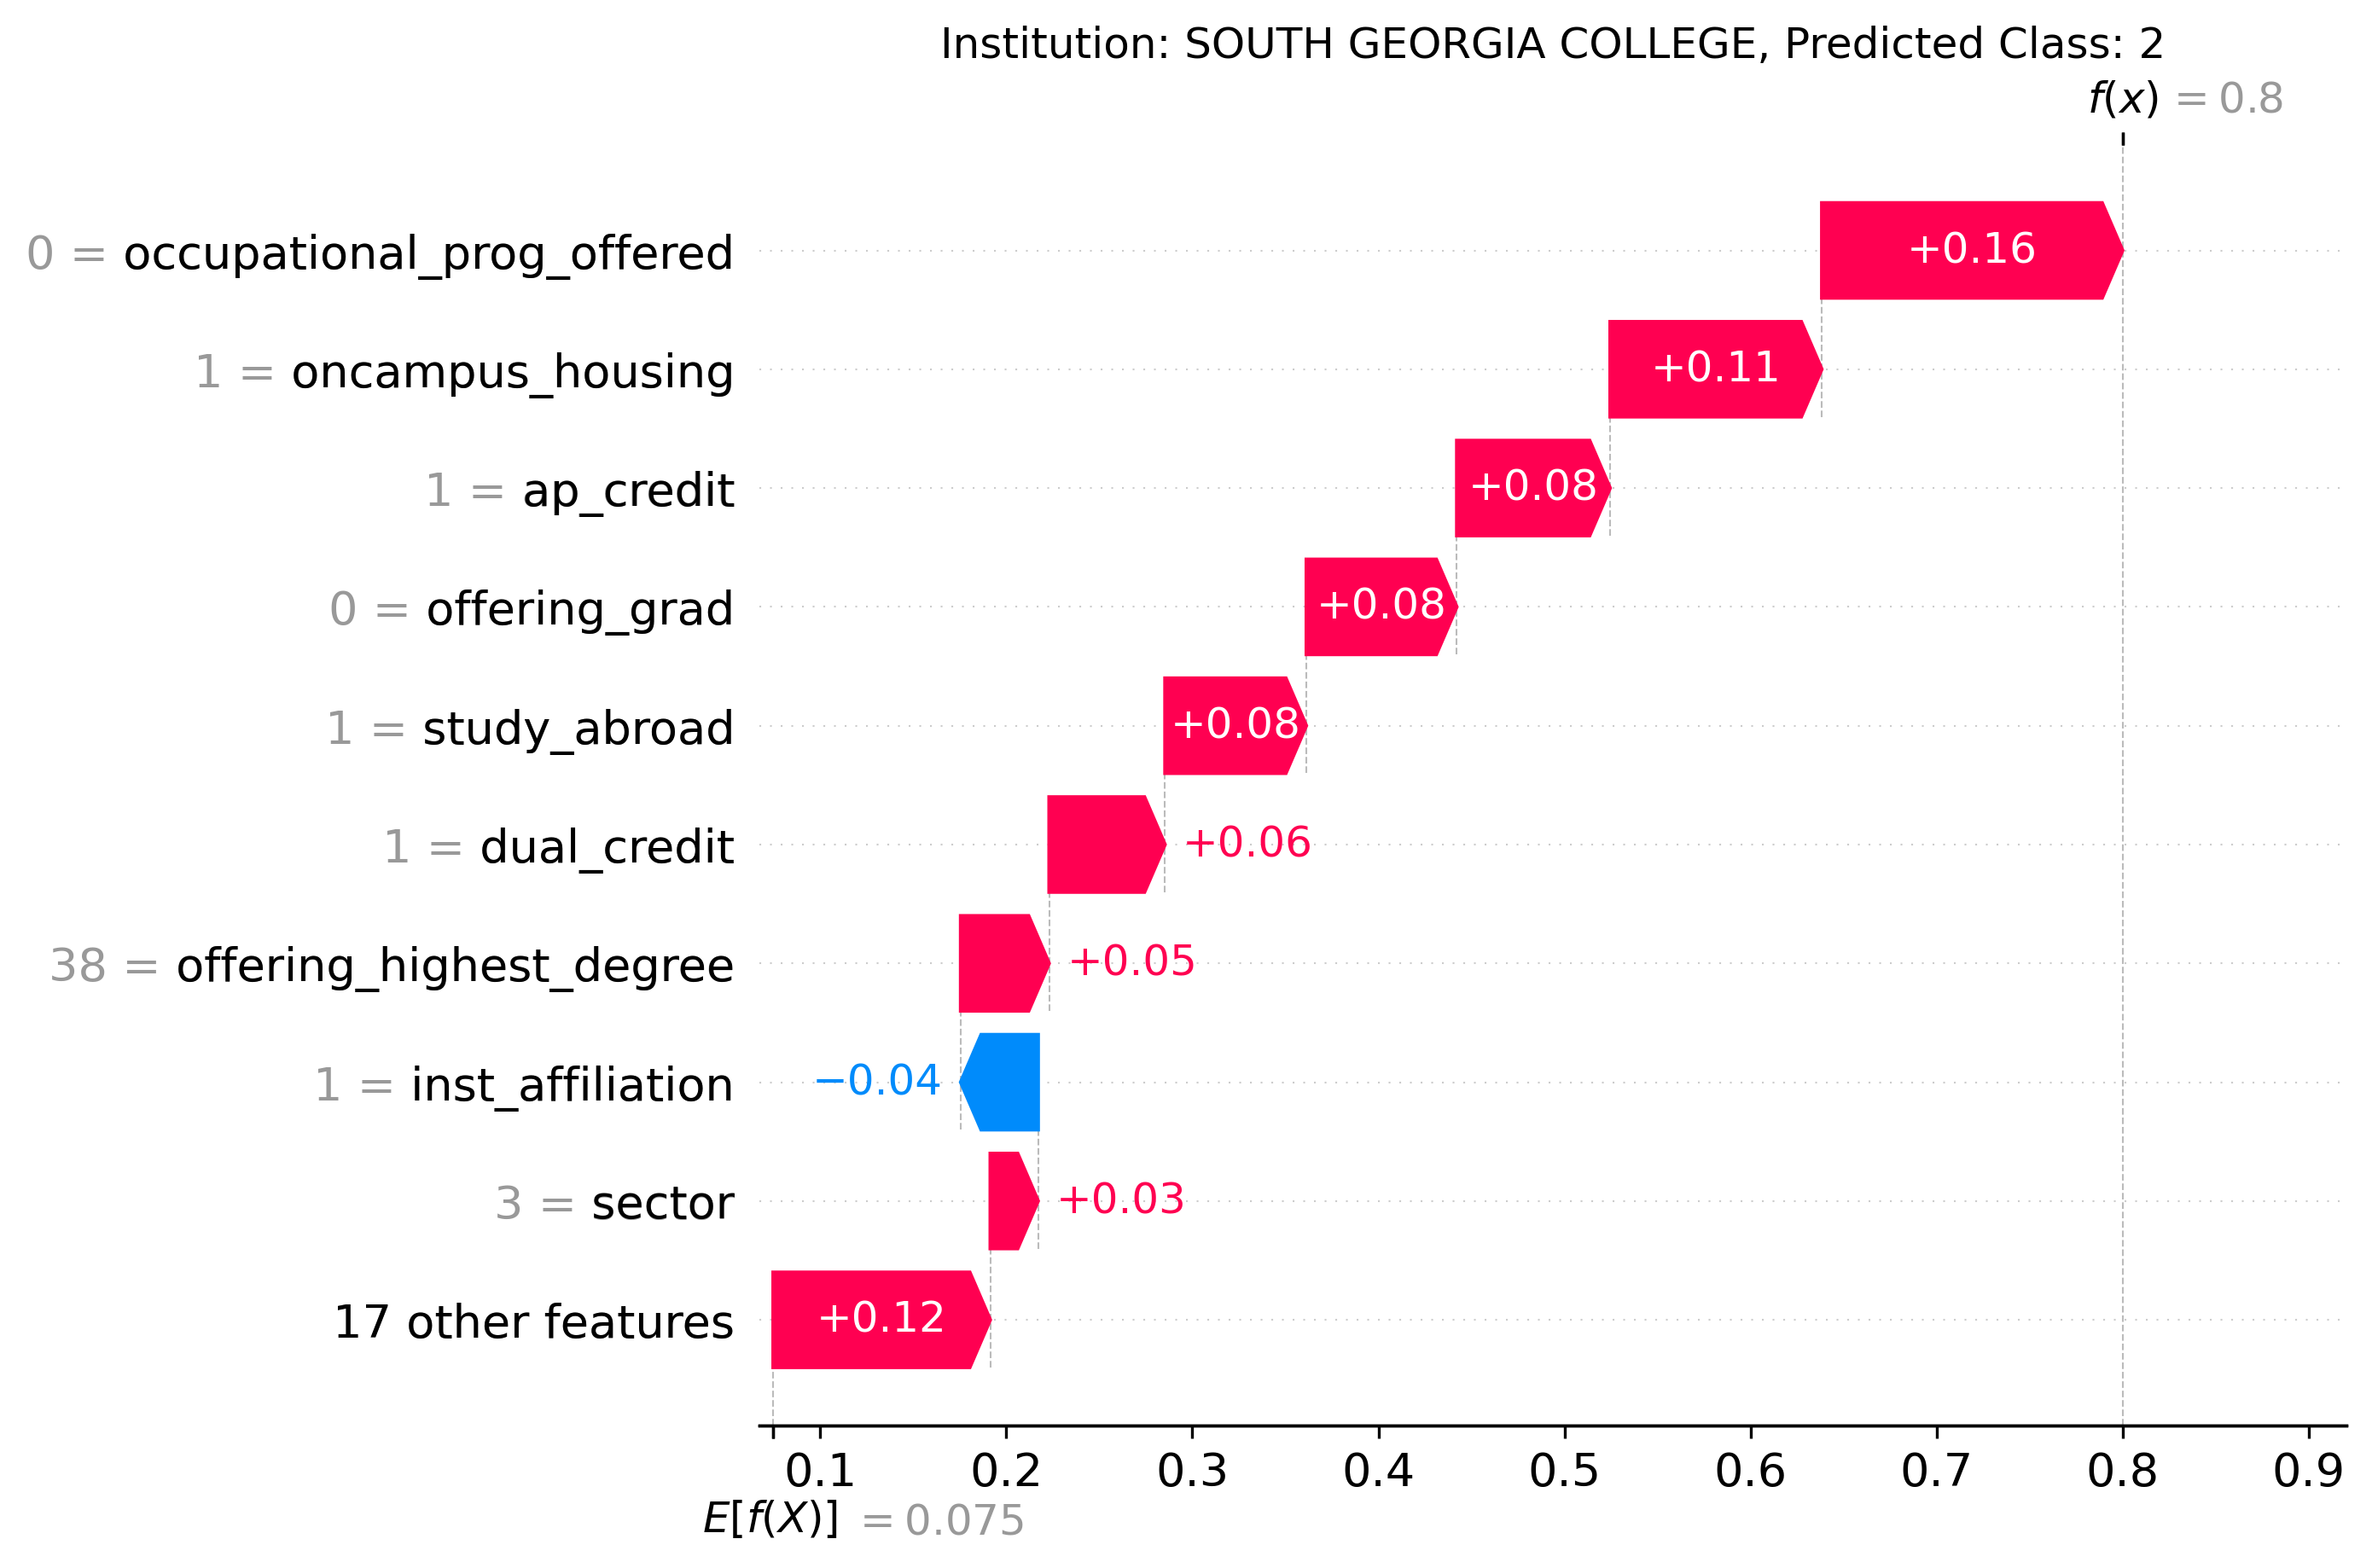 Institution: SOUTH GEORGIA COLLEGE, Predicted Class: 2
f(x) = 0.8
0 = occupational_prog_offered +0.16
1 = oncampus_housing +0.11
1 = ap_credit +0.08
0 = offering_grad +0.08
1 = study_abroad +0.08
1 = dual_credit +0.06
38 = offering_highest_degree +0.05
1 = inst_affiliation −0.04
3 = sector +0.03
17 other features +0.12
0.1 0.2 0.3 0.4 0.5 0.6 0.7 0.8 0.9
E[f(X)] = 0.075